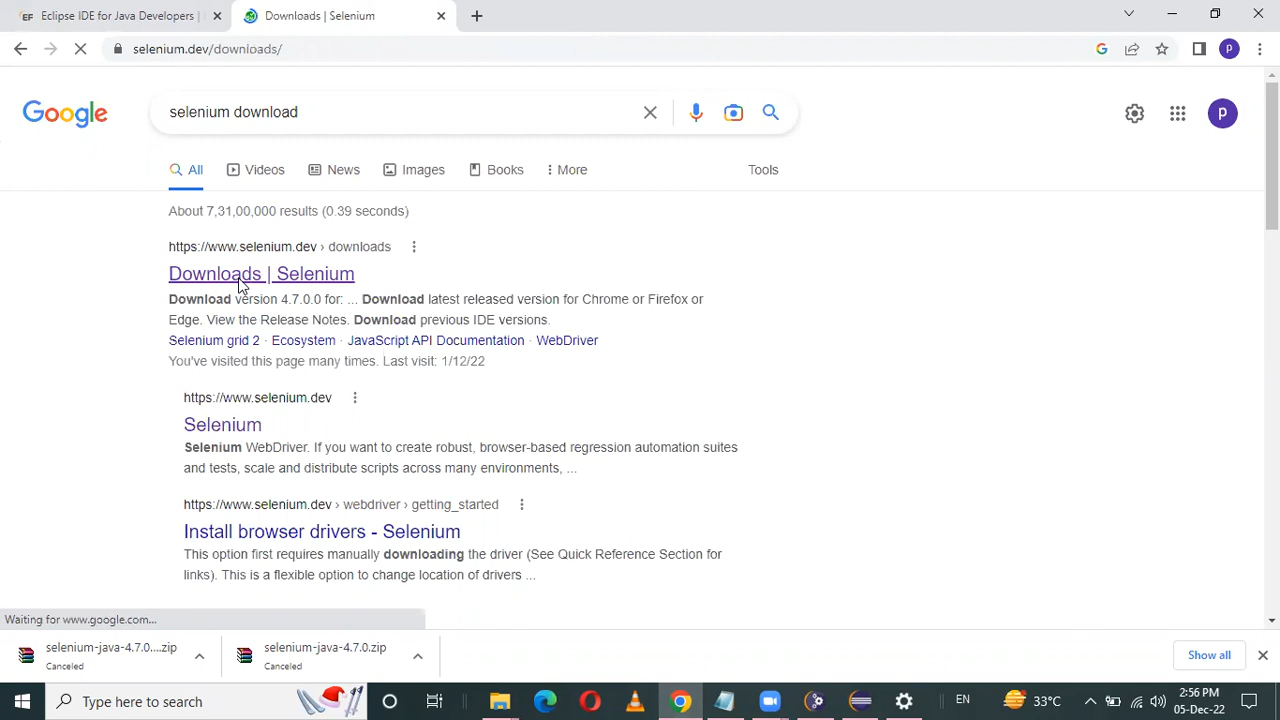 Eclipse IDE for Java Developers |
Downloads | Selenium
selenium.dev/downloads/
p
Google
selenium download
p
All
Videos
News
Images
Books
More
Tools
About 7,31,00,000 results (0.39 seconds)
https://www.selenium.dev › downloads
Downloads | Selenium
Download version 4.7.0.0 for: ... Download latest released version for Chrome or Firefox or
Edge. View the Release Notes. Download previous IDE versions.
Selenium grid 2 · Ecosystem · JavaScript API Documentation · WebDriver
You've visited this page many times. Last visit: 1/12/22
https://www.selenium.dev
Selenium
Selenium WebDriver. If you want to create robust, browser-based regression automation suites
and tests, scale and distribute scripts across many environments, ...
https://www.selenium.dev › webdriver › getting_started
Install browser drivers - Selenium
This option first requires manually downloading the driver (See Quick Reference Section for
links). This is a flexible option to change location of drivers ...
Waiting for www.google.com...
selenium-java-4.7.0....zip
Canceled
selenium-java-4.7.0.zip
Canceled
Show all
Type here to search
EN
33°C
2:56 PM
05-Dec-22